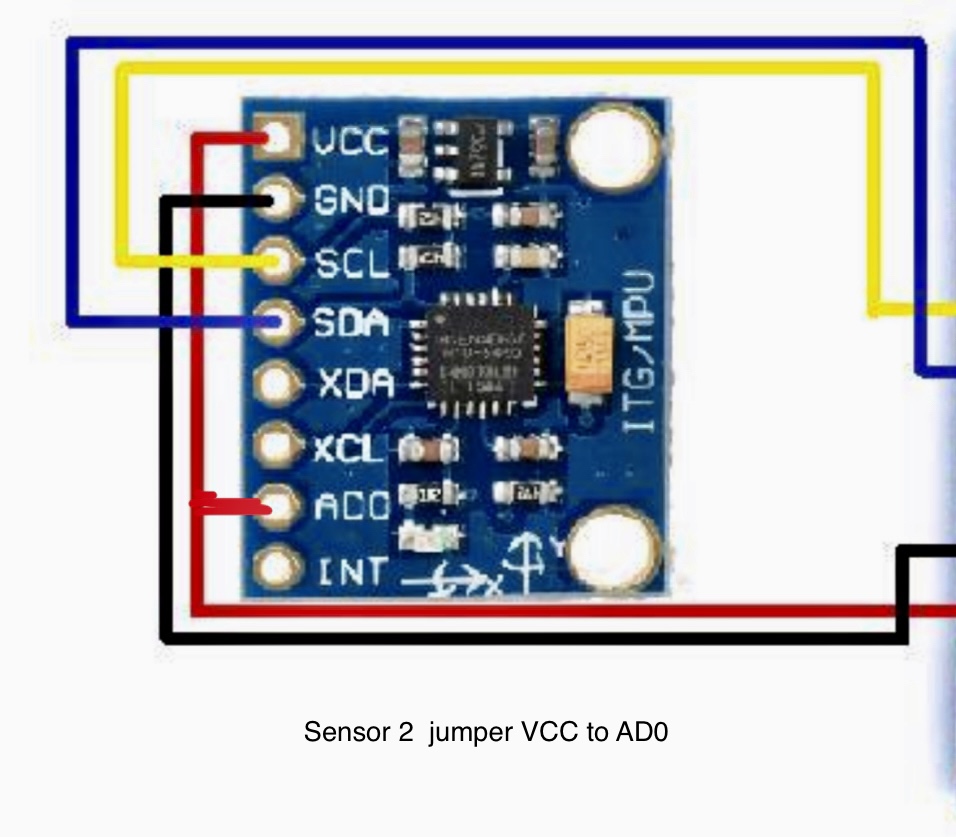 VCC
GND
SCL
SDA
XDA
XCL
ADO
INT
ITG/MPU
Y
X
Sensor 2 jumper VCC to AD0